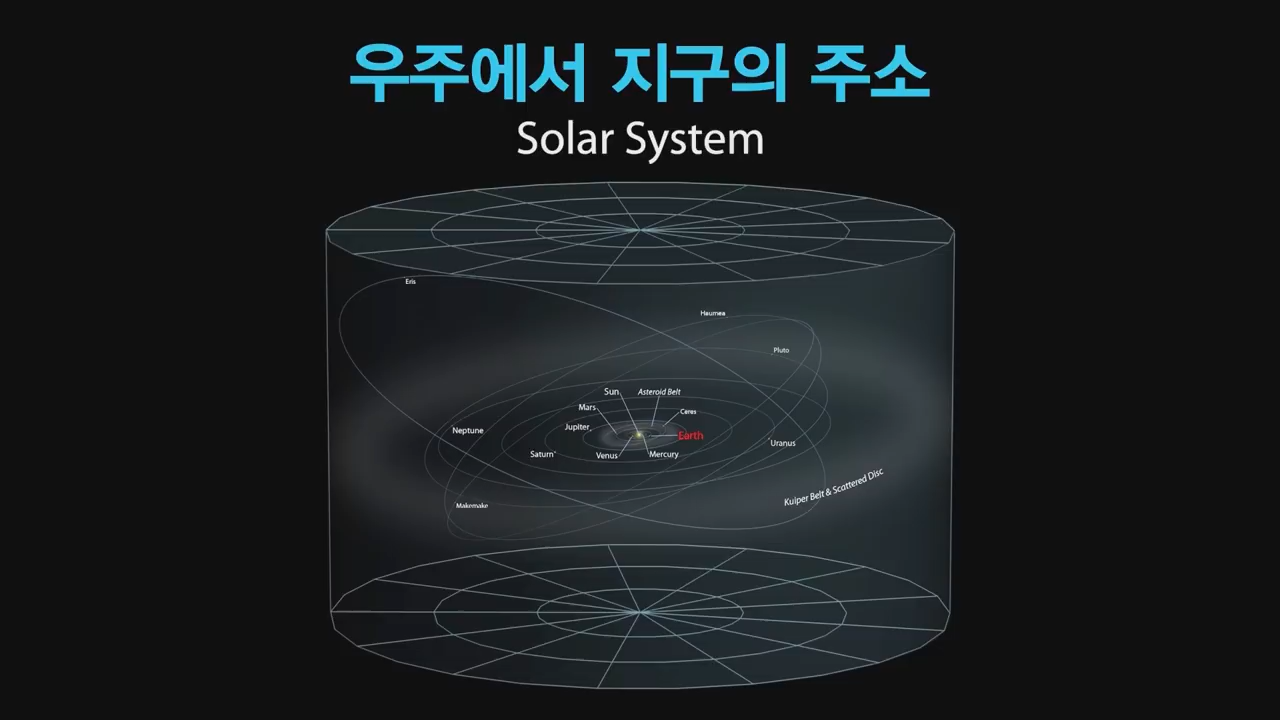 우주에서 지구의 주소
Solar System
Eris
Haumea
Pluto
Sun
Asteroid Belt
Mars
Ceres
Jupiter
Neptune
Earth
Uranus
Saturn
Venus
Mercury
Kuiper Belt & Scattered Disc
Makemake